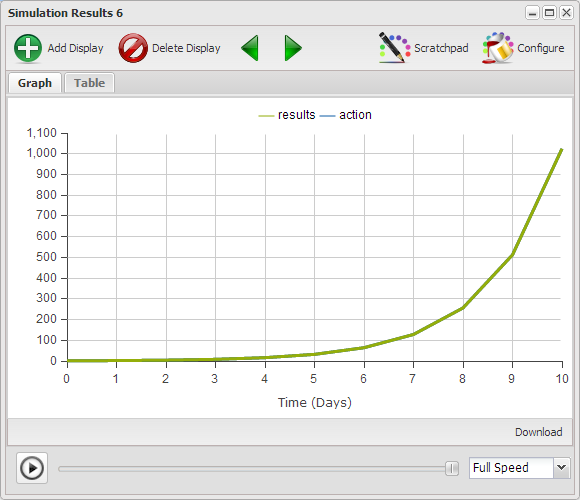 Simulation Results 6
Add Display Delete Display Scratchpad Configure
Graph Table
results action
1,100
1,000
900
800
700
600
500
400
300
200
100
0
0 1 2 3 4 5 6 7 8 9 10
Time (Days)
Download
Full Speed